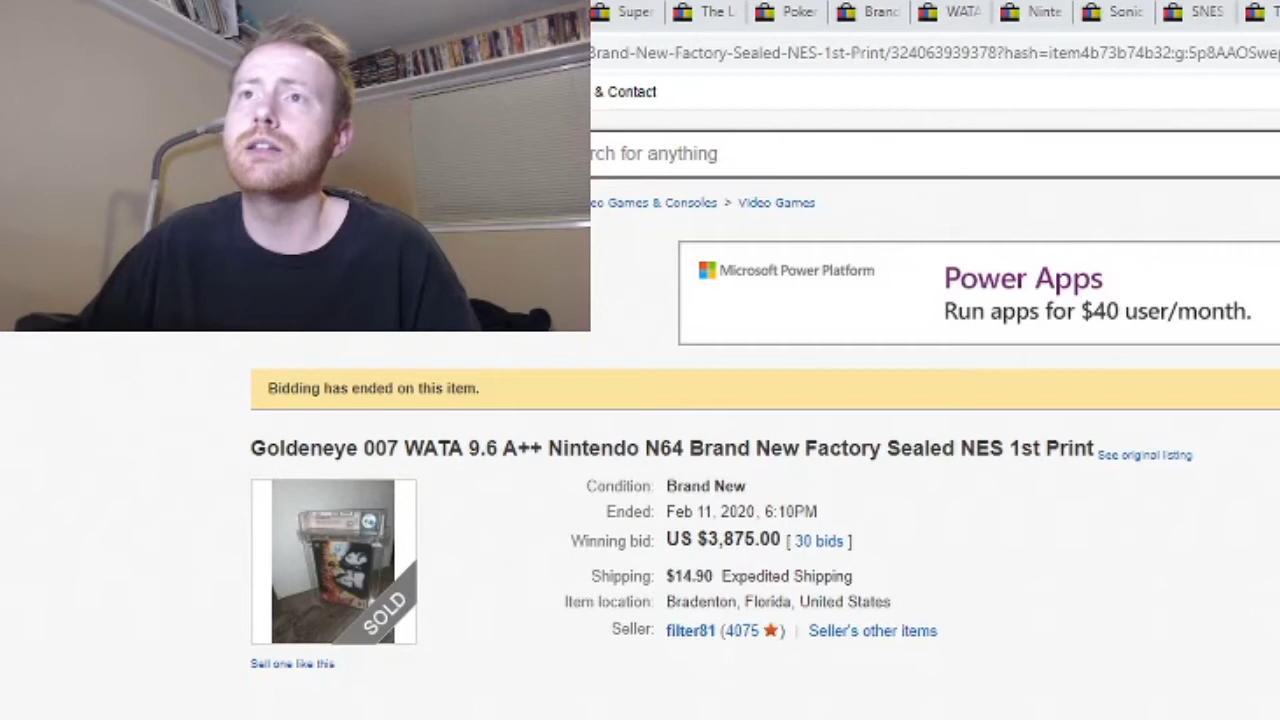 Super
The L
Poke
Brand
WATA
Ninte
Sonic
SNES
Brand-New-Factory-Sealed-NES-1st-Print/324063939378?hash=item4b73b74b32:g:5p8AAOSwe
& Contact
rch for anything
eo Games & Consoles > Video Games
Microsoft Power Platform
Power Apps
Run apps for $40 user/month.
Bidding has ended on this item.
Goldeneye 007 WATA 9.6 A++ Nintendo N64 Brand New Factory Sealed NES 1st Print See original listing
Condition: Brand New
Ended: Feb 11, 2020, 6:10PM
Winning bid: US $3,875.00 [ 30 bids ]
Shipping: $14.90 Expedited Shipping
Item location: Bradenton, Florida, United States
Seller: filter81 (4075 ★) | Seller's other items
SOLD
Sell one like this